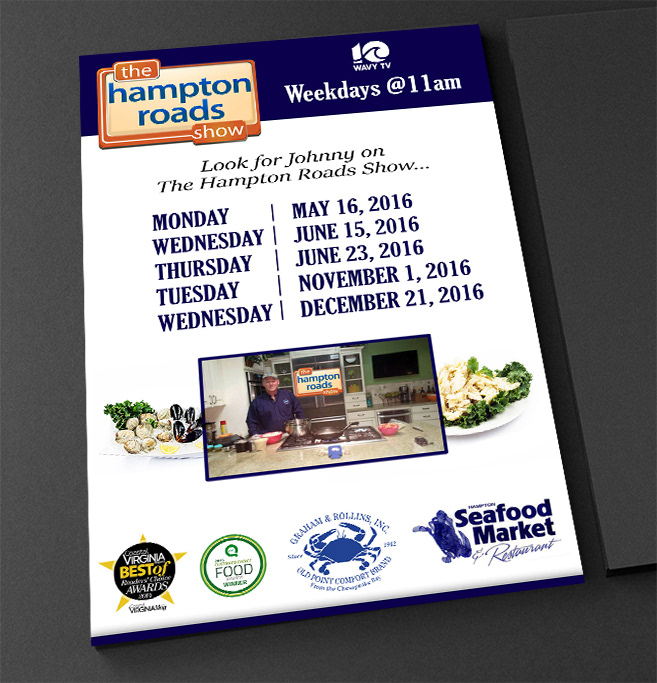 the
hampton
roads
show
10
WAVY TV
Weekdays @11am
Look for Johnny on
The Hampton Roads Show...
MONDAY | MAY 16, 2016
WEDNESDAY | JUNE 15, 2016
THURSDAY | JUNE 23, 2016
TUESDAY | NOVEMBER 1, 2016
WEDNESDAY | DECEMBER 21, 2016
the
hampton
roads
show
Coastal
VIRGINIA
BEST of
Readers' Choice
AWARDS
VIRGINIA Mag
FOOD
WINNER
GRAHAM & ROLLINS, INC
Since 1942
OLD POINT COMFORT BRAND
From the Chesapeake Bay
HAMPTON
Seafood
Market
& Restaurant